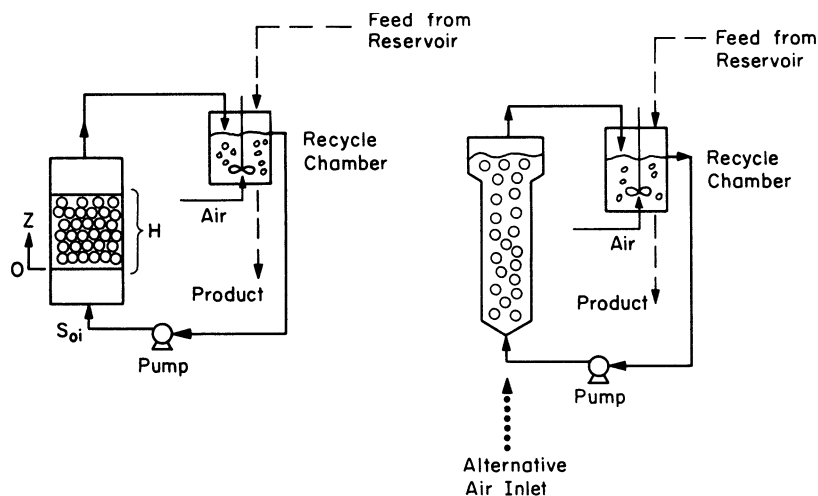 Feed from
Reservoir
Recycle
Chamber
Air
Z
H
O
Product
S_oi
Pump
Feed from
Reservoir
Recycle
Chamber
Air
Product
Pump
Alternative
Air Inlet